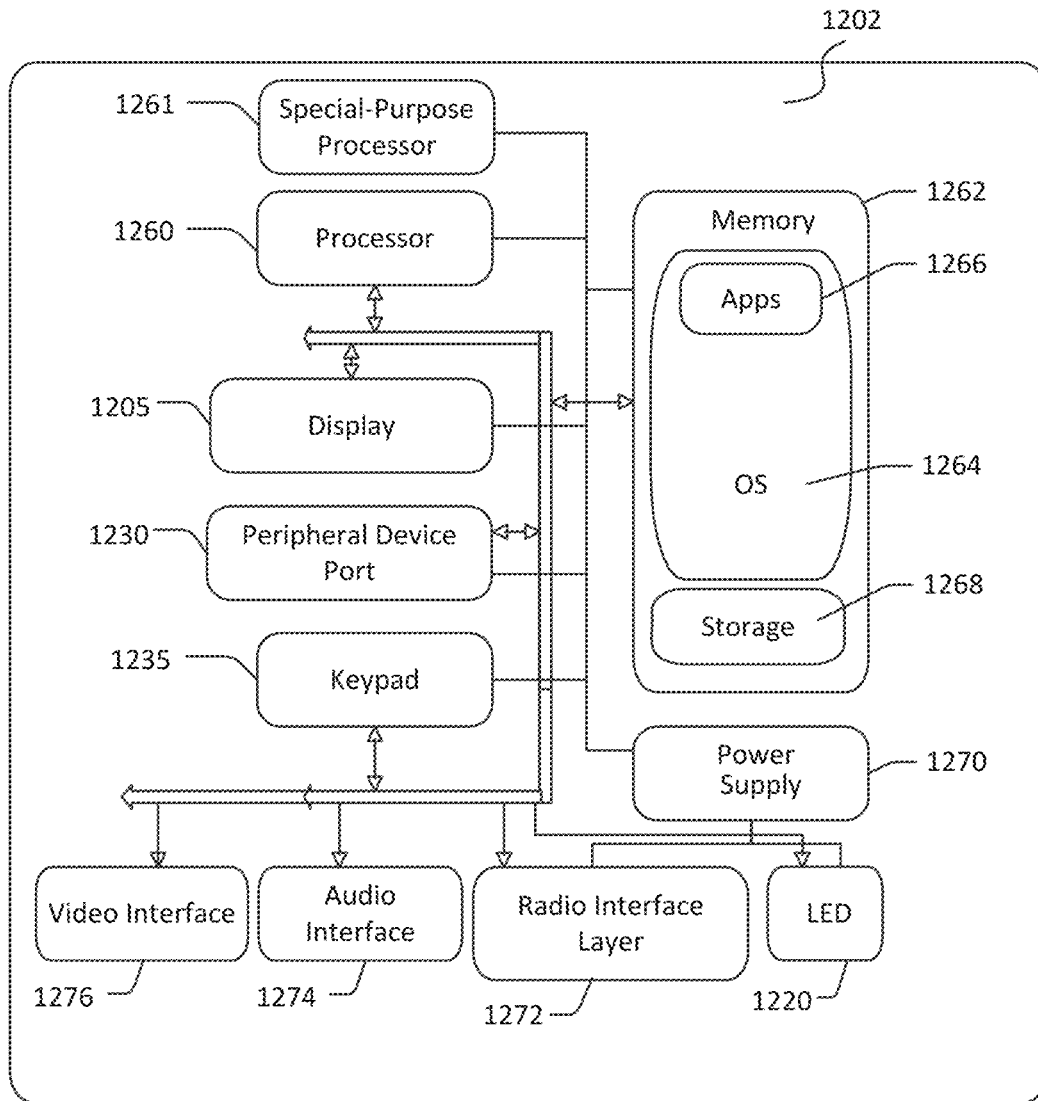 1202
1261
Special-Purpose
Processor
1260
Processor
1262
Memory
1266
Apps
1205
Display
1264
OS
1230
Peripheral Device
Port
1268
Storage
1235
Keypad
1270
Power
Supply
Video Interface
Audio
Interface
Radio Interface
Layer
LED
1276
1274
1272
1220